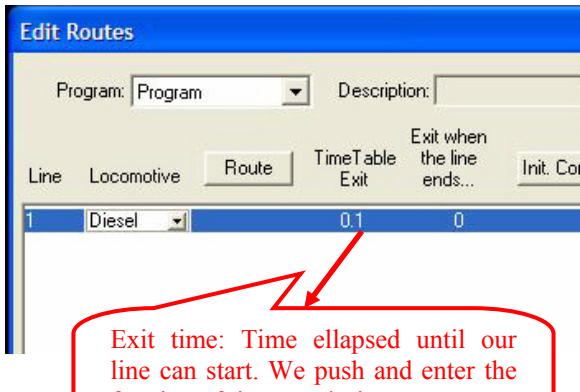 Edit Routes
Program: Program Description:
Line Locomotive Route TimeTable Exit Exit when the line ends... Init. Co
1 Diesel 0.1 0
Exit time: Time ellapsed until our
line can start. We push and enter the